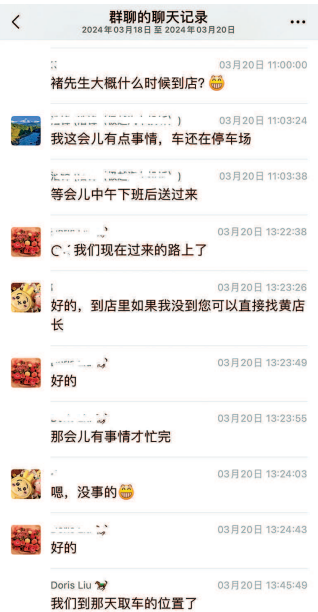 群聊的聊天记录
2024年03月18日 至 2024年03月20日
03月20日 11:00:00
褚先生大概什么时候到店?😁
03月20日 11:03:24
我这会儿有点事情，车还在停车场
03月20日 11:03:38
等会儿中午下班后送过来
03月20日 13:22:38
我们现在过来的路上了
03月20日 13:23:26
好的，到店里如果我没到您可以直接找黄店
长
03月20日 13:23:49
好的
03月20日 13:23:55
那会儿有事情才忙完
03月20日 13:24:03
嗯，没事的😁
03月20日 13:24:43
好的
Doris Liu 🐎 03月20日 13:45:49
我们到那天取车的位置了